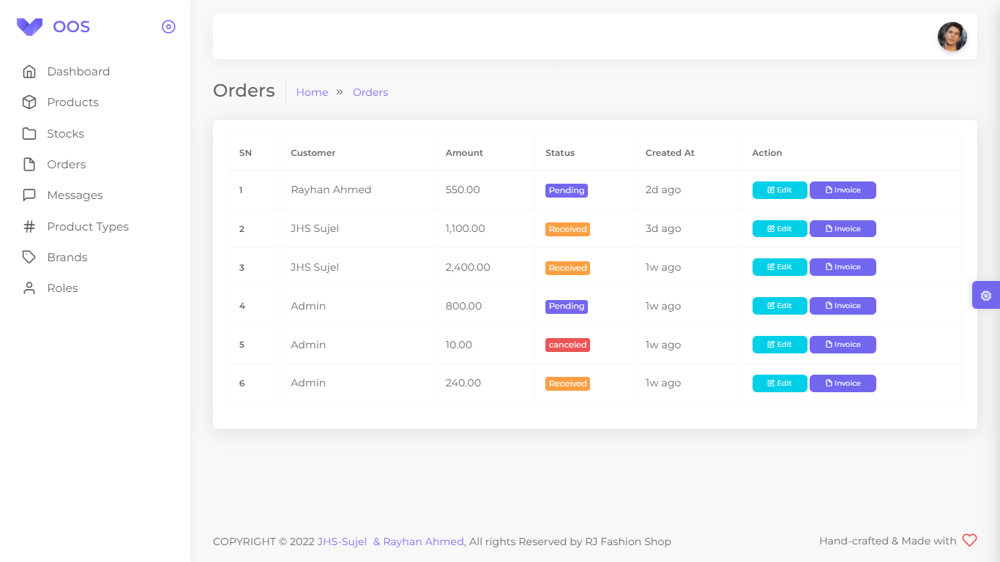 OOS
Dashboard
Products
Stocks
Orders
Messages
Product Types
Brands
Roles
Orders
Home » Orders
SN Customer Amount Status Created At Action
1 Rayhan Ahmed 550.00 Pending 2d ago Edit Invoice
2 JHS Sujel 1,100.00 Received 3d ago Edit Invoice
3 JHS Sujel 2,400.00 Received 1w ago Edit Invoice
4 Admin 800.00 Pending 1w ago Edit Invoice
5 Admin 10.00 canceled 1w ago Edit Invoice
6 Admin 240.00 Received 1w ago Edit Invoice
COPYRIGHT © 2022 JHS-Sujel & Rayhan Ahmed, All rights Reserved by RJ Fashion Shop
Hand-crafted & Made with